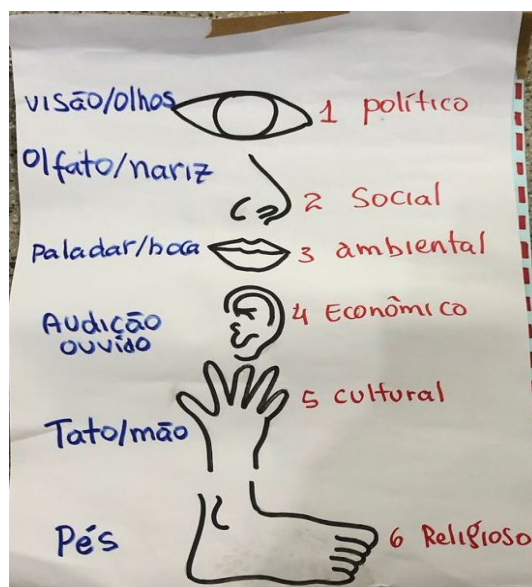 visão/olhos
1 político
Olfato/nariz
2 Social
Paladar/boca
3 ambiental
Audição
ouvido
4 Econômico
5 cultural
Tato/mão
Pés
6 Religioso